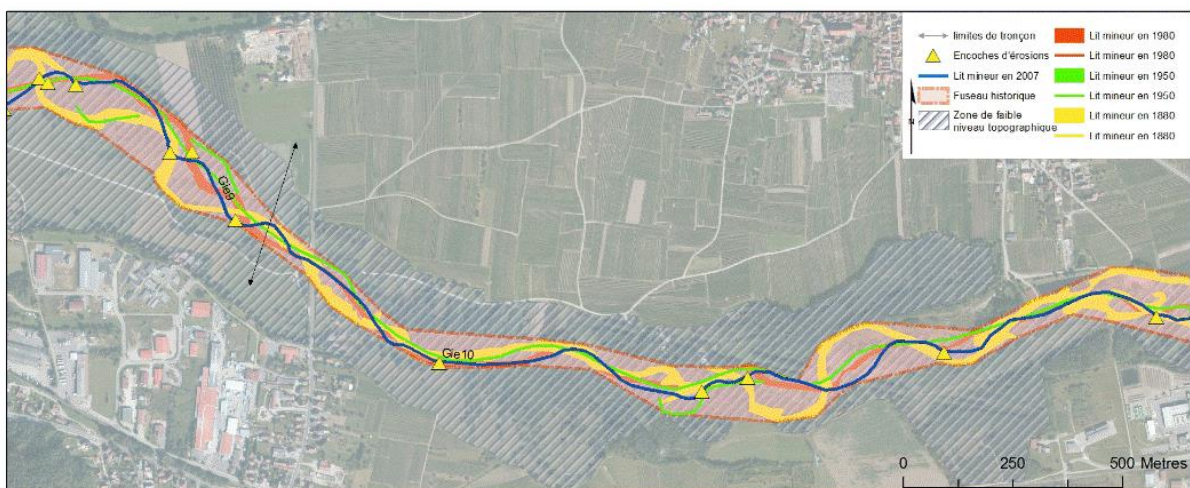 limites de tronçon
Encoches d'érosions
Lit mineur en 2007
Fuseau historique
Zone de faible
niveau topographique
Lit mineur en 1980
Lit mineur en 1980
Lit mineur en 1950
Lit mineur en 1950
Lit mineur en 1880
Lit mineur en 1880
N
Gie9
Gie10
0 250 500 Metres